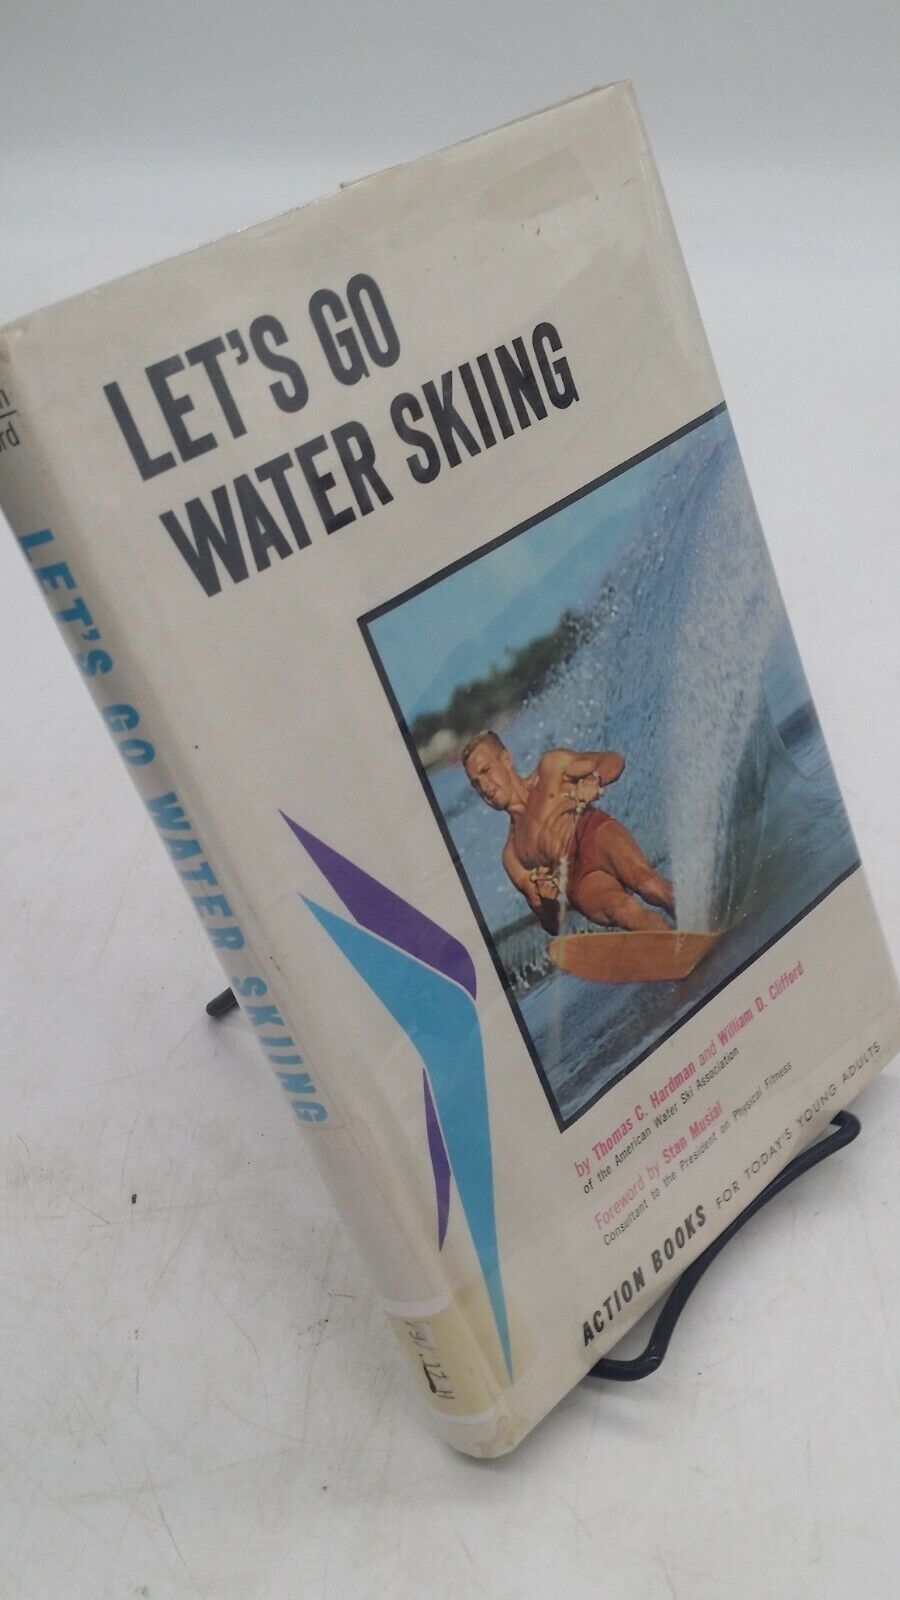 LET'S GO
WATER SKIING
by Thomas C. Hardman and William D. Clifford
of the American Water Ski Association
Foreword by Stan Musial
Consultant to the President on Physical Fitness
ACTION BOOKS FOR TODAY'S YOUNG ADULTS
LET'S GO WATER SKIING